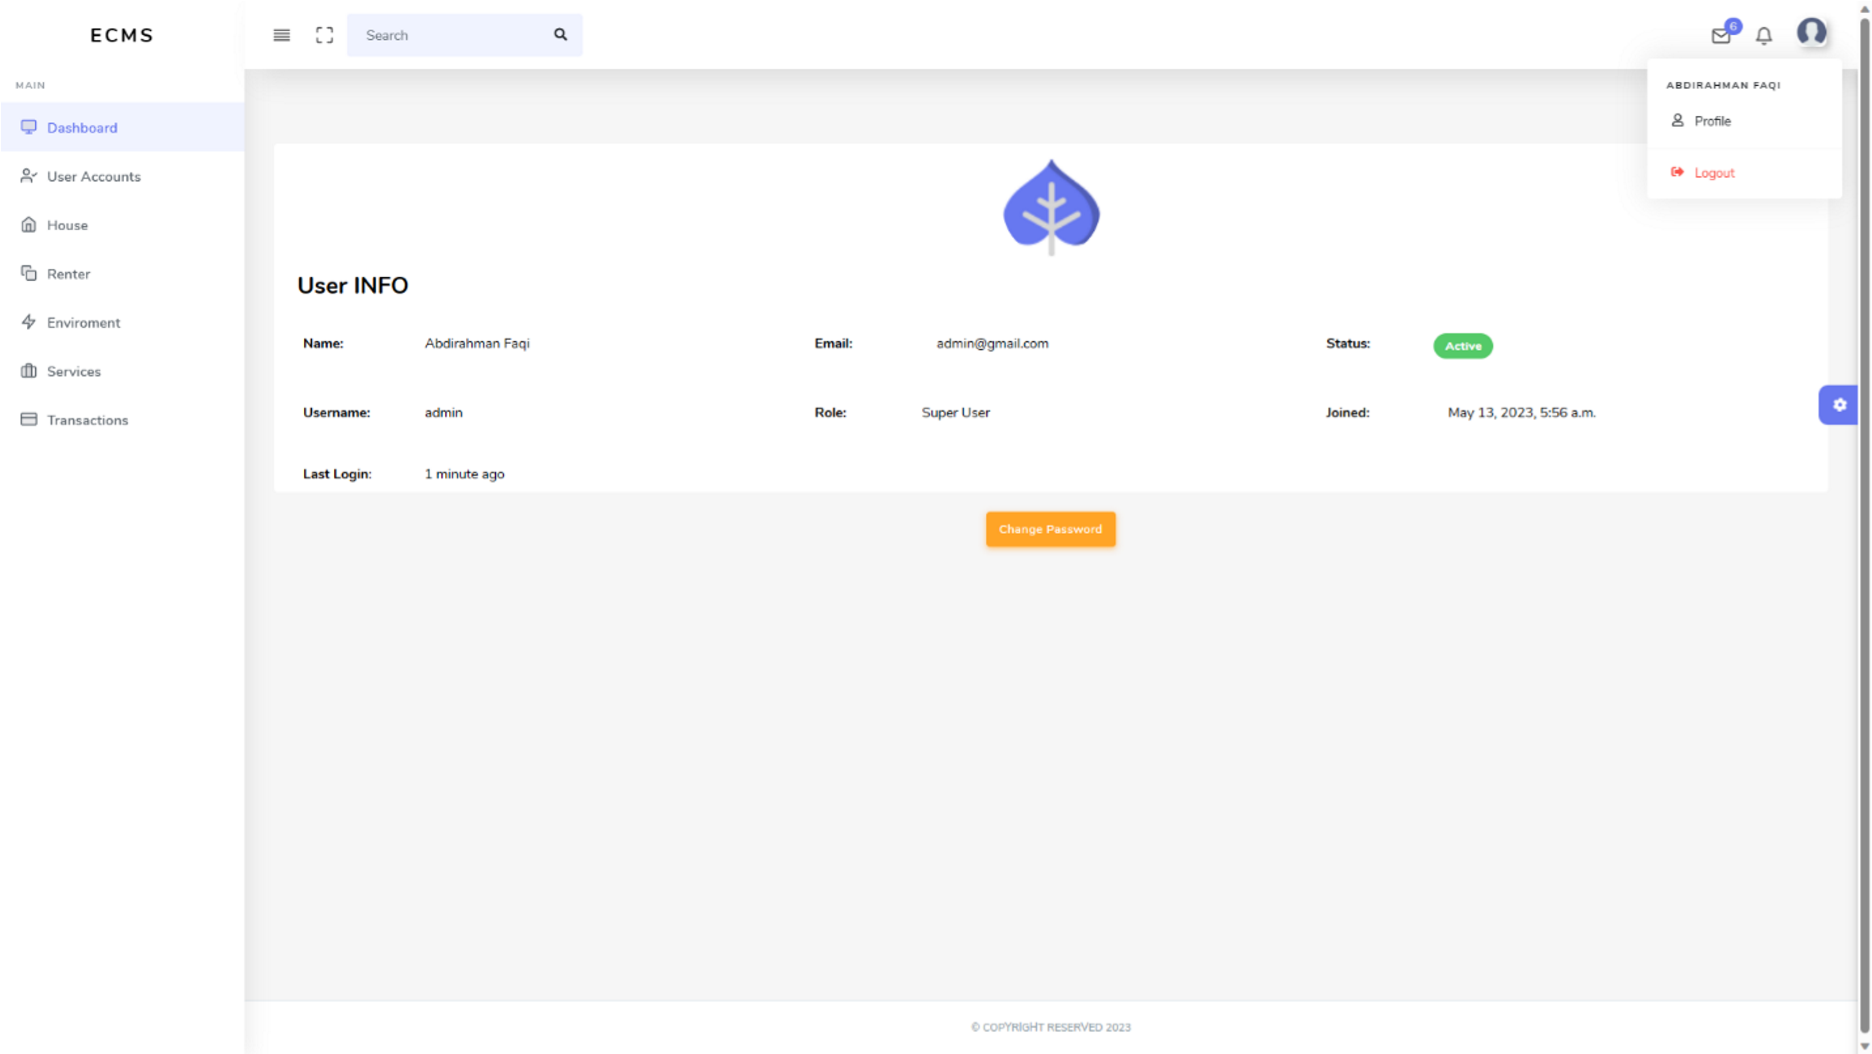 ECMS
Search
6
MAIN
ABDIRAHMAN FAQI
Profile
Logout
Dashboard
User Accounts
House
Renter
Enviroment
Services
Transactions
User INFO
Name: Abdirahman Faqi Email: admin@gmail.com Status: Active
Username: admin Role: Super User Joined: May 13, 2023, 5:56 a.m.
Last Login: 1 minute ago
Change Password
© COPYRIGHT RESERVED 2023